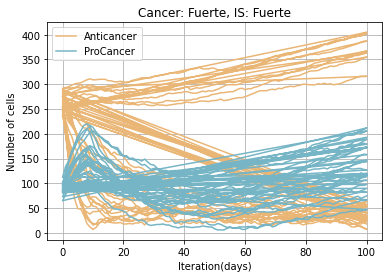 Cancer: Fuerte, IS: Fuerte
Anticancer
ProCancer
Number of cells
400
350
300
250
200
150
100
50
0
0 20 40 60 80 100
Iteration(days)